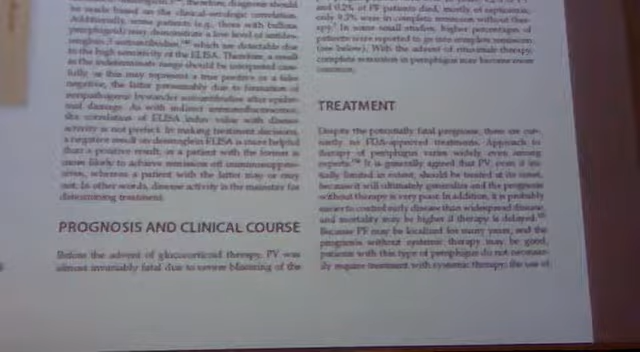 therefore, diagnosis should
be made based on the clinical-serologic correlation.
Additionally, some patients (e.g., those with bullous
pemphigoid) may demonstrate a low level of
which are detectable due
to the high sensitivity of the ELISA. Therefore, a result
in the indeterminate range should be interpreted care-
fully as this may represent a true positive or a false
negative, the latter presumably due to formation of
nonpathogenic bystander autoantibodies after
damage. As with indirect immunofluorescence,
the correlation of ELISA index value with disease
activity is not perfect. In making treatment decisions,
a negative result on desmoglein ELISA is more helpful
than a positive result, as a patient with the former is
more likely to achieve remission off
whereas a patient with the latter may or may
not. In other words, disease activity is the mainstay for
determining treatment.
PROGNOSIS AND CLINICAL COURSE
Before the advent of glucocorticoid therapy, PV was
almost invariably fatal due to severe blistering of the
and 0.2% of PF patients died, mostly of
only 9.2% were in complete remission without ther-
apy. In some small studies, higher percentages of
patients were reported to go into complete remission
(see below). With the advent of rituximab therapy,
complete remission in pemphigus may become more
common.
TREATMENT
Despite the potentially fatal prognosis, there are cur-
rently no FDA-approved treatments. Approach to
therapy of pemphigus varies widely, even among
experts. It is generally agreed that PV, even if ini-
tially limited in extent, should be treated at its onset,
because it will ultimately generalize and the prognosis
without therapy is very poor. In addition, it is probably
easier to control early disease than widespread disease,
and mortality may be higher if therapy is delayed.
Because PF may be localized for many years, and the
prognosis without systemic therapy may be good,
patients with this type of pemphigus do not necessar-
ily require treatment with systemic therapy; the use of